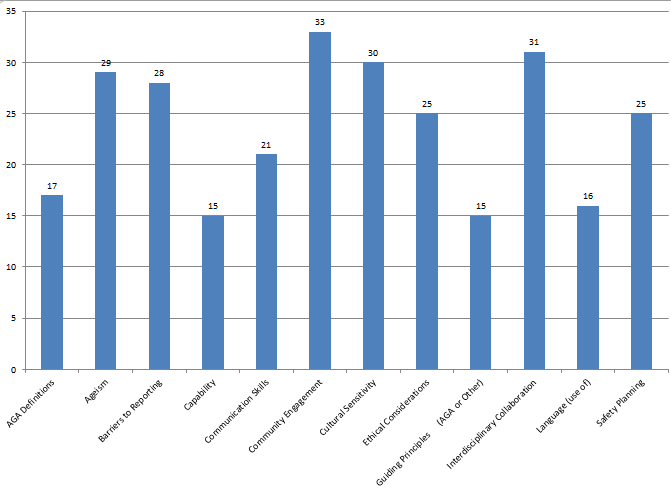 35
30
25
20
15
10
5
0
17
29
28
15
21
33
30
25
15
31
16
25
AGA Definitions
Ageism
Barriers to Reporting
Capability
Communication Skills
Community Engagement
Cultural Sensitivity
Ethical Considerations
Guiding Principles (AGA or Other)
Interdisciplinary Collaboration
Language (use of)
Safety Planning